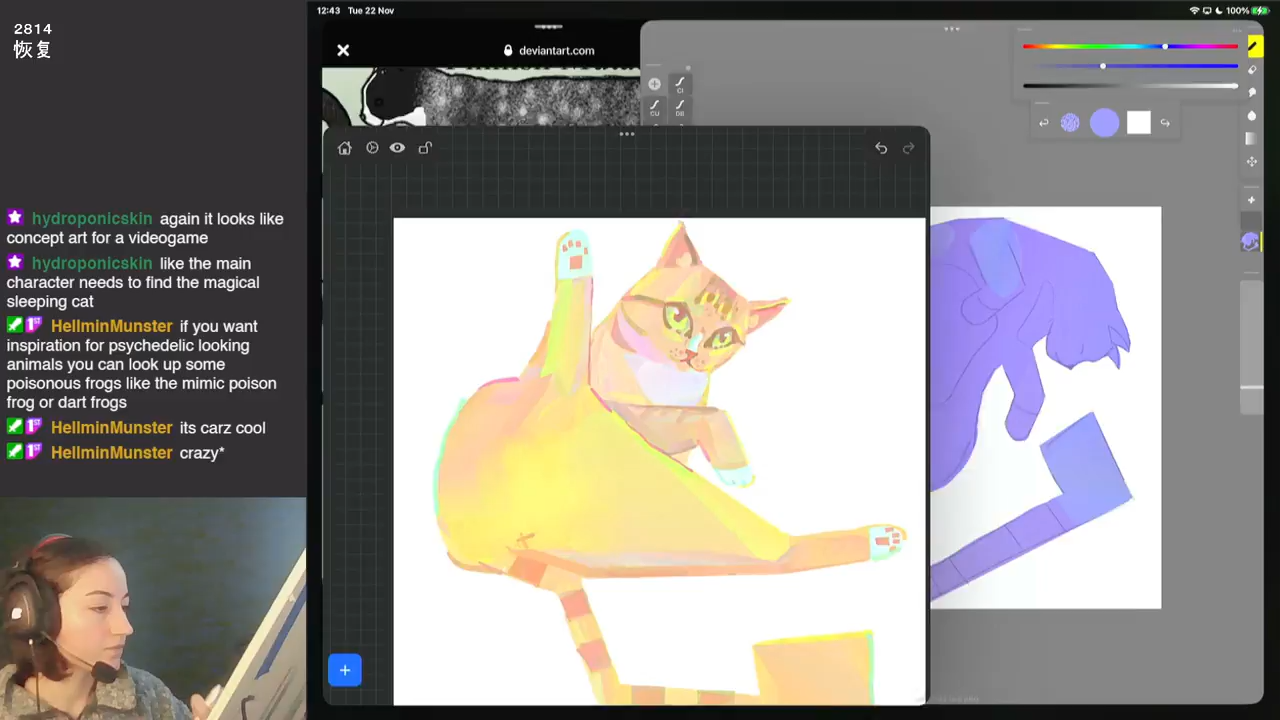 2814
恢复
12:43 Tue 22 Nov
100%
deviantart.com
CI
CU
DB
hydroponicskin again it looks like
concept art for a videogame
hydroponicskin like the main
character needs to find the magical
sleeping cat
HellminMunster if you want
inspiration for psychedelic looking
animals you can look up some
poisonous frogs like the mimic poison
frog or dart frogs
HellminMunster its carz cool
HellminMunster crazy*